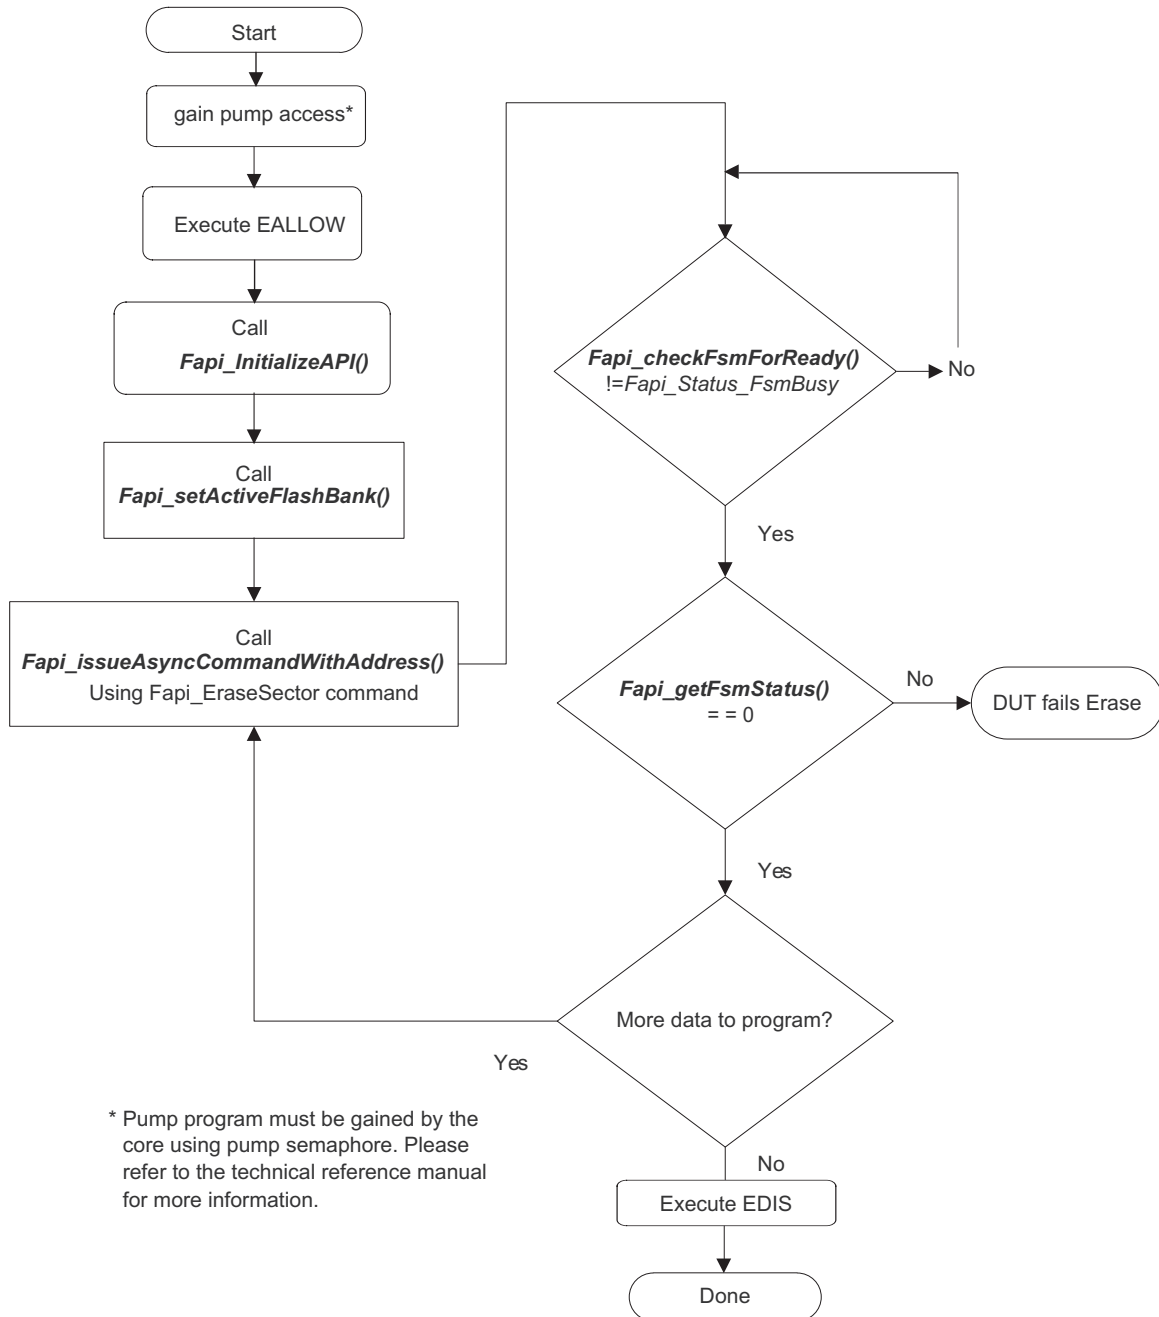 Start
gain pump access*
Execute EALLOW
Call
Fapi_InitializeAPI()
Call
Fapi_setActiveFlashBank()
Call
Fapi_issueAsyncCommandWithAddress()
Using Fapi_EraseSector command
Fapi_checkFsmForReady()
!=Fapi_Status_FsmBusy
No
Yes
Fapi_getFsmStatus()
= = 0
No
DUT fails Erase
Yes
More data to program?
Yes
No
Execute EDIS
Done
* Pump program must be gained by the
core using pump semaphore. Please
refer to the technical reference manual
for more information.